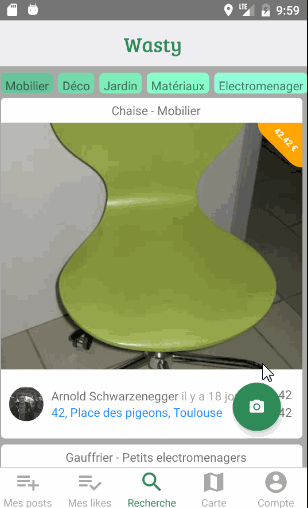 LTE 9:59
Wasty
Mobilier Déco Jardin Matériaux Electromenager
Chaise - Mobilier
42.42 €
Arnold Schwarzenegger il y a 18 jo 42
42, Place des pigeons, Toulouse 42
Gauffrier - Petits electromenagers
Mes posts Mes likes Recherche Carte Compte